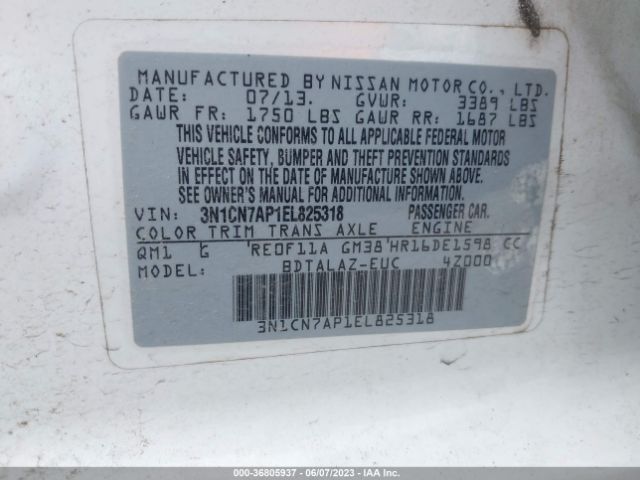 MANUFACTURED BY NISSAN MOTOR CO., LTD.
DATE: 07/13. GVWR: 3389 LBS
GAWR FR: 1750 LBS GAWR RR: 1687 LBS
THIS VEHICLE CONFORMS TO ALL APPLICABLE FEDERAL MOTOR
VEHICLE SAFETY, BUMPER AND THEFT PREVENTION STANDARDS
IN EFFECT ON THE DATE OF MANUFACTURE SHOWN ABOVE.
SEE OWNER'S MANUAL FOR ADDITIONAL INFORMATION.
VIN: 3N1CN7AP1EL825318 PASSENGER CAR.
COLOR TRIM TRANS AXLE ENGINE
QM1 G RE0F11A GM38 HR16DE1598 CC
MODEL: BDTALAZ-EUC 4Z000
3N1CN7AP1EL825318
000-36805937 - 06/07/2023 - IAA Inc.